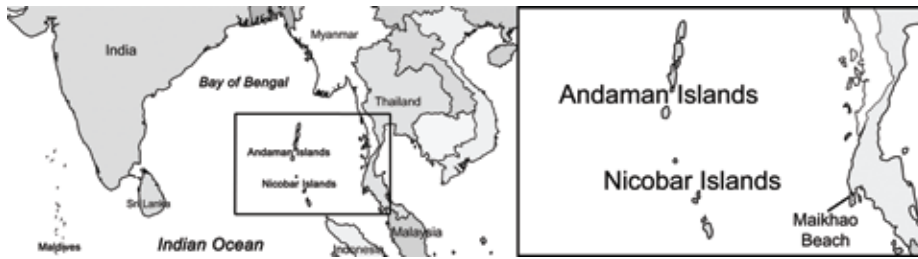 India
Myanmar
Bay of Bengal
Thailand
Andaman Islands
Nicobar Islands
Sri Lanka
Malaysia
Maldives
Indian Ocean
Indonesia
Andaman Islands
Nicobar Islands
Maikhao
Beach